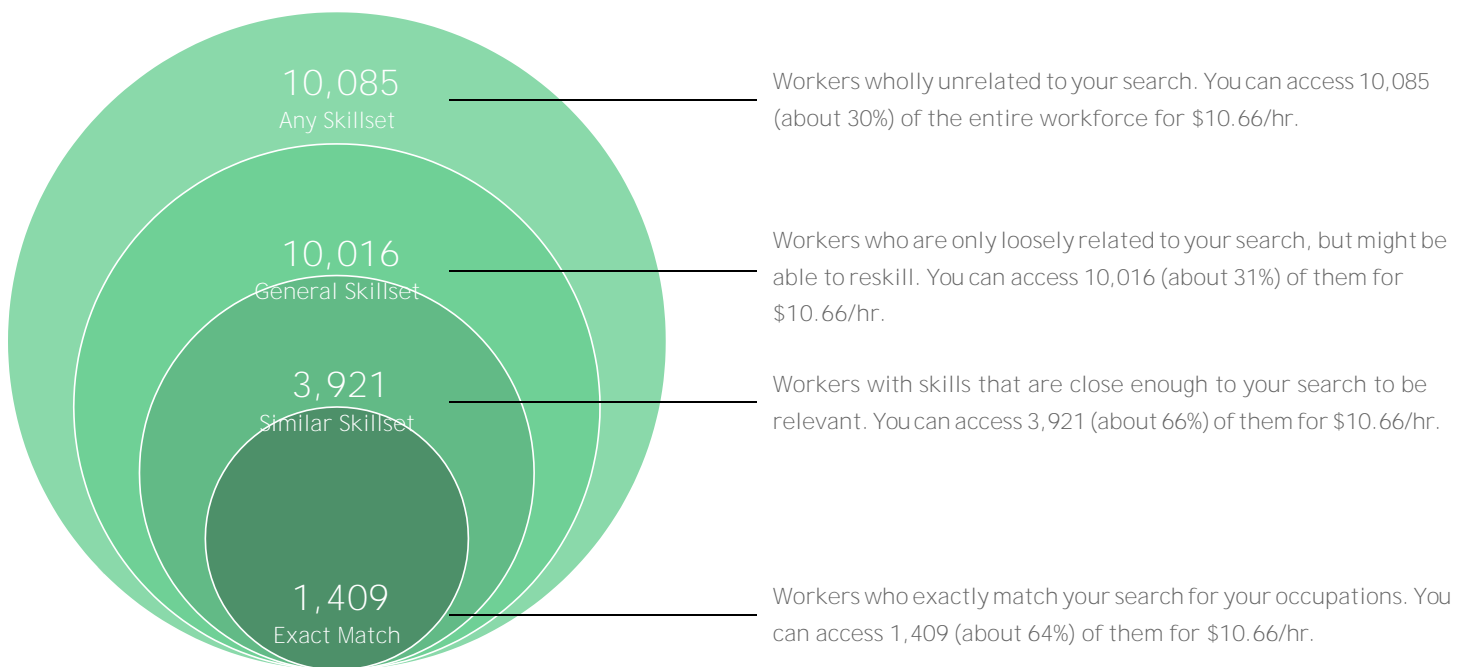 10,085
Any Skillset
Workers wholly unrelated to your search. You can access 10,085
(about 30%) of the entire workforce for $10.66/hr.
10,016
General Skillset
Workers who are only loosely related to your search, but might be
able to reskill. You can access 10,016 (about 31%) of them for
$10.66/hr.
3,921
Similar Skillset
Workers with skills that are close enough to your search to be
relevant. You can access 3,921 (about 66%) of them for $10.66/hr.
1,409
Exact Match
Workers who exactly match your search for your occupations. You
can access 1,409 (about 64%) of them for $10.66/hr.